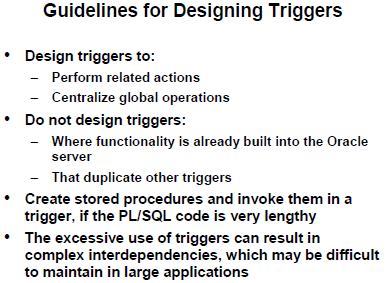 Guidelines for Designing Triggers
• Design triggers to:
– Perform related actions
– Centralize global operations
• Do not design triggers:
– Where functionality is already built into the Oracle
server
– That duplicate other triggers
• Create stored procedures and invoke them in a
trigger, if the PL/SQL code is very lengthy
• The excessive use of triggers can result in
complex interdependencies, which may be difficult
to maintain in large applications